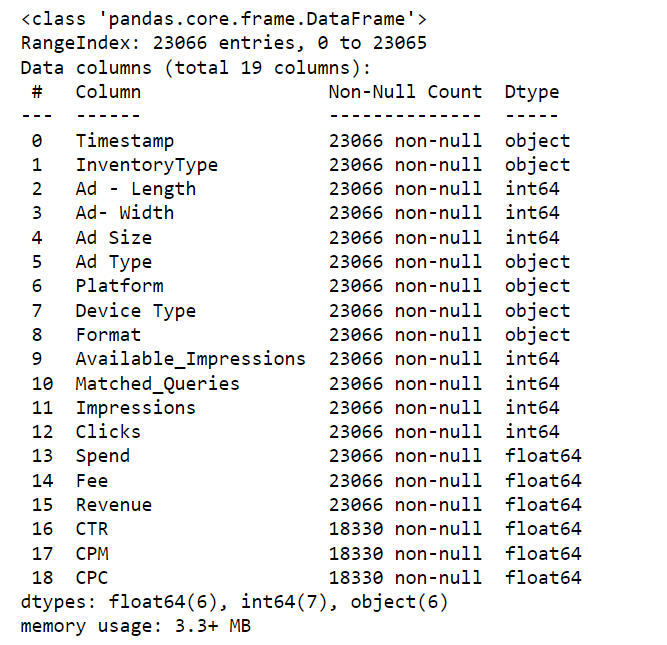 <class 'pandas.core.frame.DataFrame'>
RangeIndex: 23066 entries, 0 to 23065
Data columns (total 19 columns):
 #   Column                 Non-Null Count  Dtype
---  ------                 --------------  -----
 0   Timestamp              23066 non-null  object
 1   InventoryType          23066 non-null  object
 2   Ad - Length            23066 non-null  int64
 3   Ad- Width              23066 non-null  int64
 4   Ad Size                23066 non-null  int64
 5   Ad Type                23066 non-null  object
 6   Platform               23066 non-null  object
 7   Device Type            23066 non-null  object
 8   Format                 23066 non-null  object
 9   Available_Impressions  23066 non-null  int64
 10  Matched_Queries        23066 non-null  int64
 11  Impressions            23066 non-null  int64
 12  Clicks                 23066 non-null  int64
 13  Spend                  23066 non-null  float64
 14  Fee                    23066 non-null  float64
 15  Revenue                23066 non-null  float64
 16  CTR                    18330 non-null  float64
 17  CPM                    18330 non-null  float64
 18  CPC                    18330 non-null  float64
dtypes: float64(6), int64(7), object(6)
memory usage: 3.3+ MB